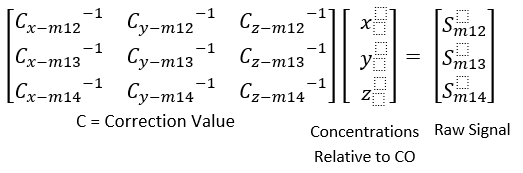 [C_{x-m12}^{-1} C_{y-m12}^{-1} C_{z-m12}^{-1}] [x] = [S_{m12}]
[C_{x-m13}^{-1} C_{y-m13}^{-1} C_{z-m13}^{-1}] [y] = [S_{m13}]
[C_{x-m14}^{-1} C_{y-m14}^{-1} C_{z-m14}^{-1}] [z] = [S_{m14}]
C = Correction Value
Concentrations Relative to CO
Raw Signal